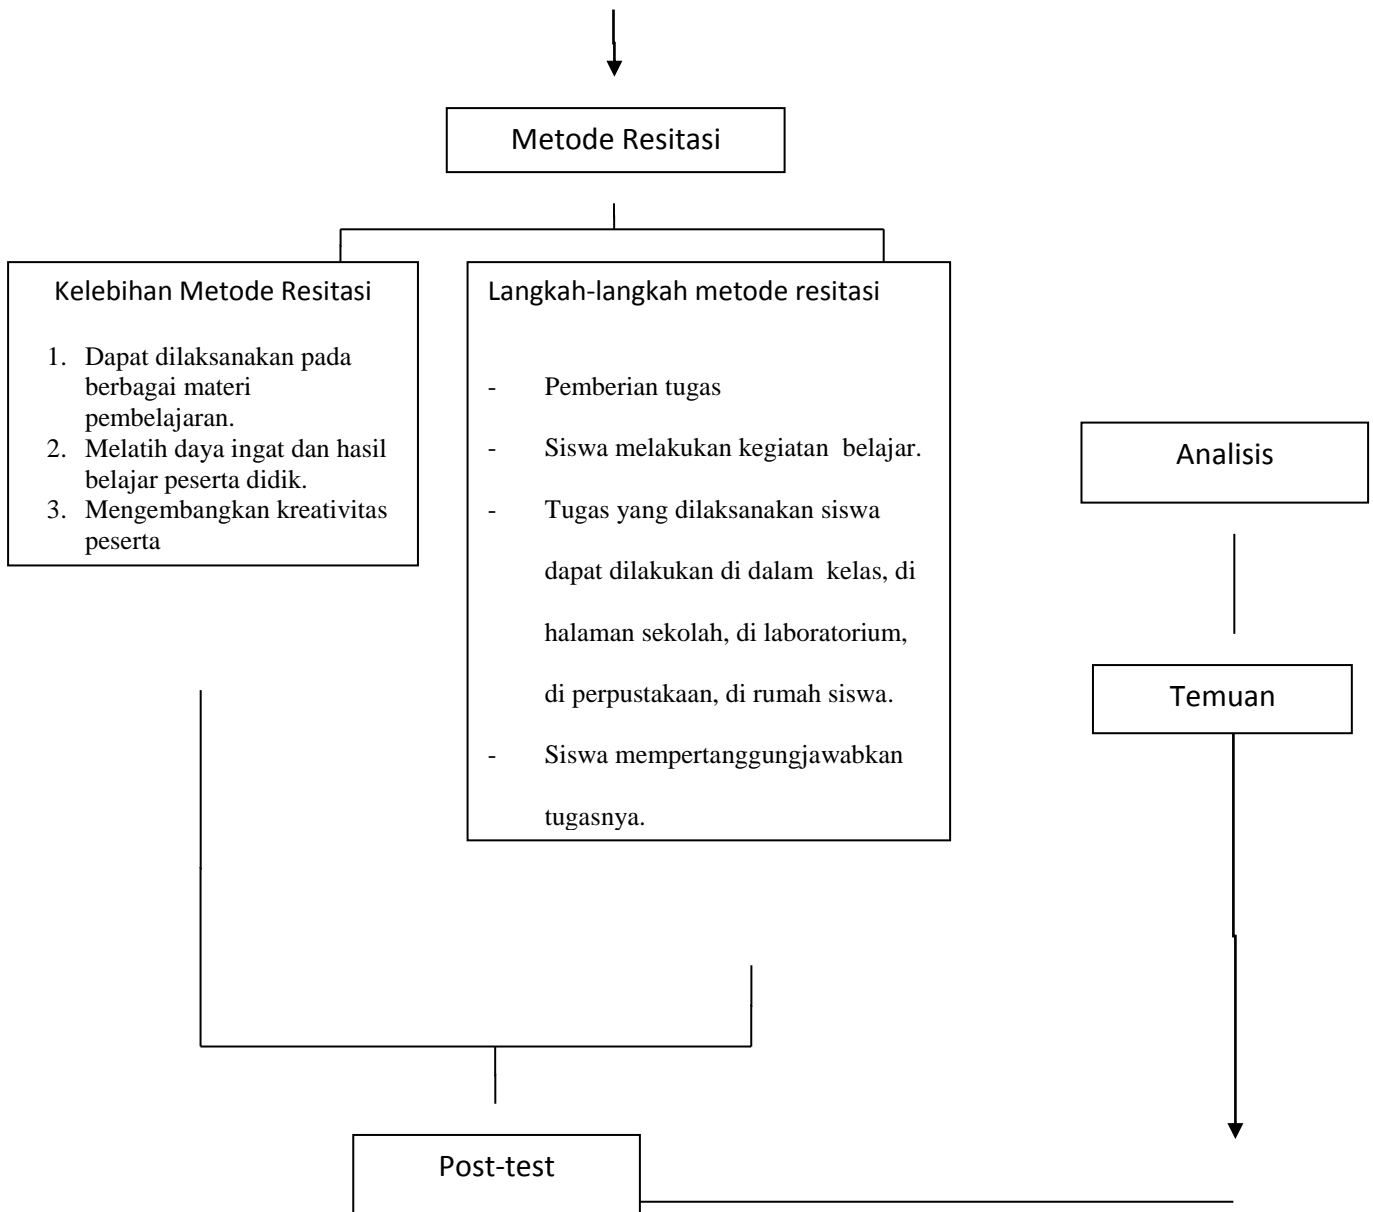 Metode Resitasi
Kelebihan Metode Resitasi
1. Dapat dilaksanakan pada
berbagai materi
pembelajaran.
2. Melatih daya ingat dan hasil
belajar peserta didik.
3. Mengembangkan kreativitas
peserta
Langkah-langkah metode resitasi
- Pemberian tugas
- Siswa melakukan kegiatan belajar.
- Tugas yang dilaksanakan siswa
dapat dilakukan di dalam kelas, di
halaman sekolah, di laboratorium,
di perpustakaan, di rumah siswa.
- Siswa mempertanggungjawabkan
tugasnya.
Analisis
Temuan
Post-test